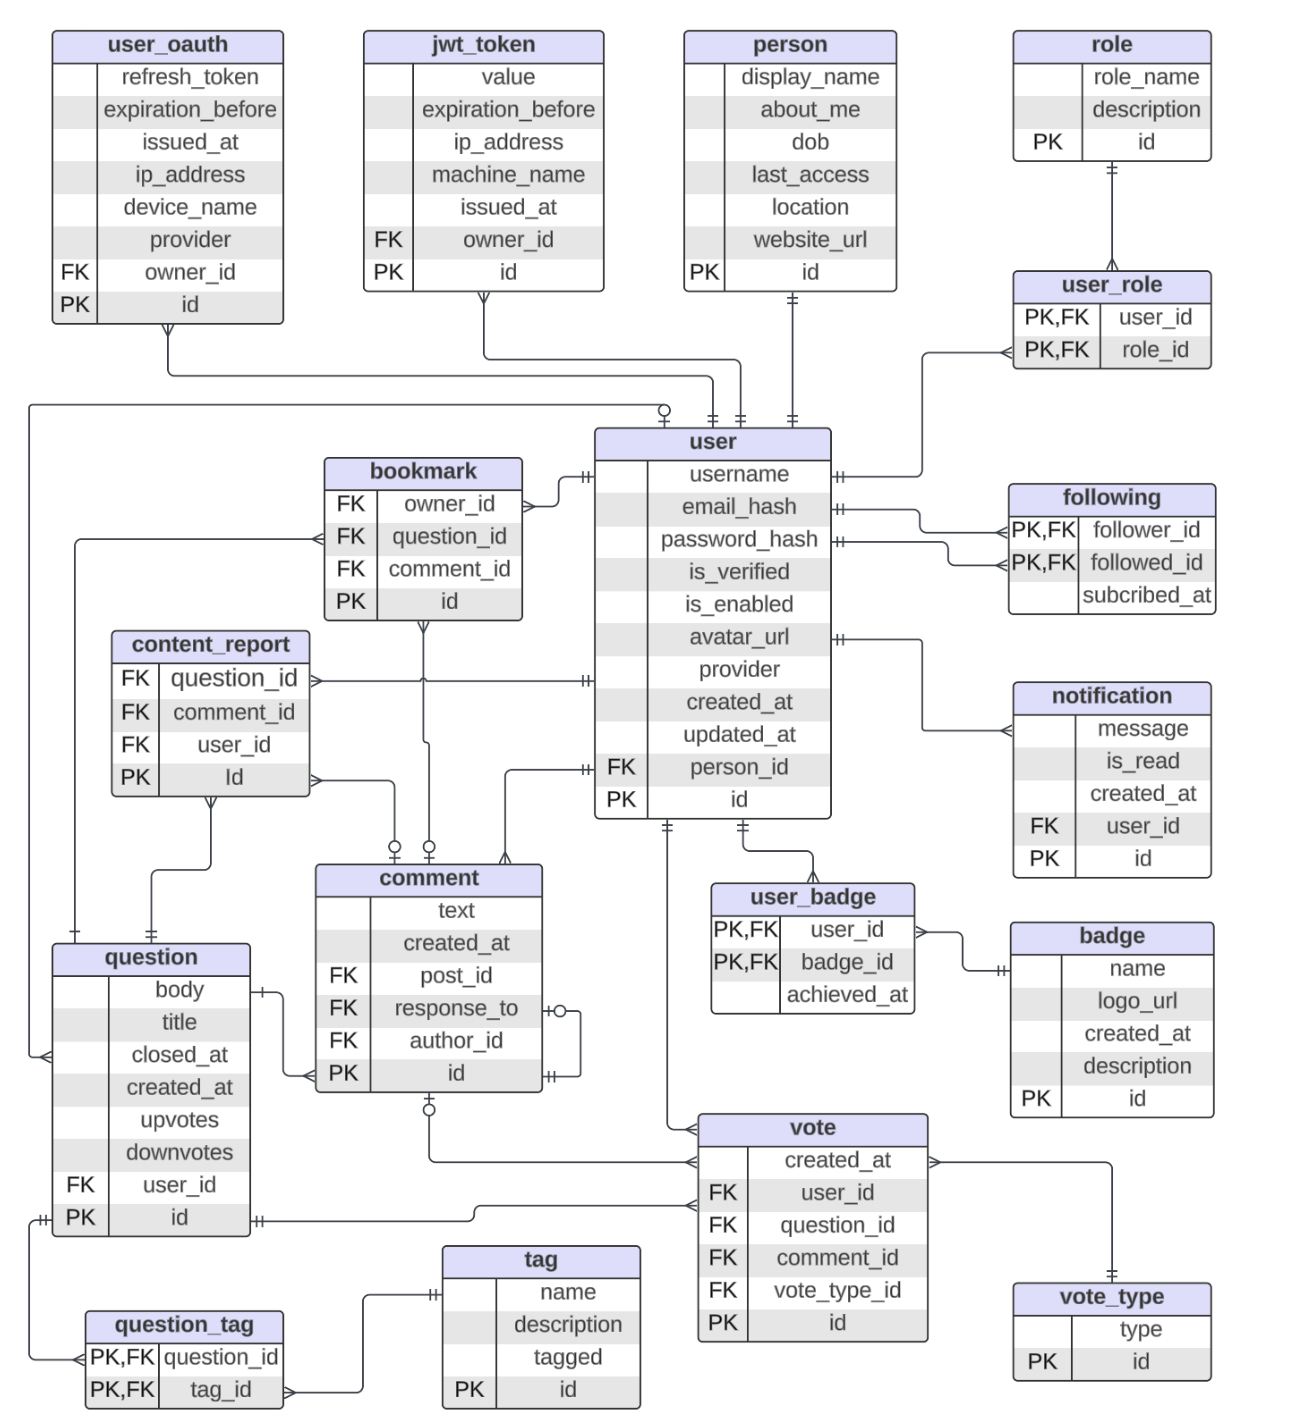 user_oauth
refresh_token
expiration_before
issued_at
ip_address
device_name
provider
FK owner_id
PK id
jwt_token
value
expiration_before
ip_address
machine_name
issued_at
FK owner_id
PK id
person
display_name
about_me
dob
last_access
location
website_url
PK id
role
role_name
description
PK id
user_role
PK,FK user_id
PK,FK role_id
user
username
email_hash
password_hash
is_verified
is_enabled
avatar_url
provider
created_at
updated_at
FK person_id
PK id
bookmark
FK owner_id
FK question_id
FK comment_id
PK id
following
PK,FK follower_id
PK,FK followed_id
subcribed_at
content_report
FK question_id
FK comment_id
FK user_id
PK Id
notification
message
is_read
created_at
FK user_id
PK id
comment
text
created_at
FK post_id
FK response_to
FK author_id
PK id
user_badge
PK,FK user_id
PK,FK badge_id
achieved_at
badge
name
logo_url
created_at
description
PK id
question
body
title
closed_at
created_at
upvotes
downvotes
FK user_id
PK id
vote
created_at
FK user_id
FK question_id
FK comment_id
FK vote_type_id
PK id
tag
name
description
tagged
PK id
vote_type
type
PK id
question_tag
PK,FK question_id
PK,FK tag_id